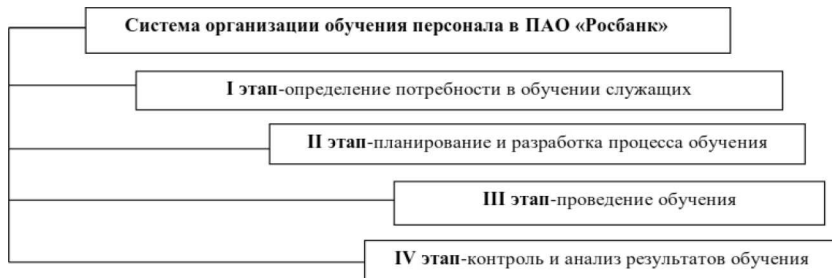 Система организации обучения персонала в ПАО «Росбанк»
I этап-определение потребности в обучении служащих
II этап-планирование и разработка процесса обучения
III этап-проведение обучения
IV этап-контроль и анализ результатов обучения